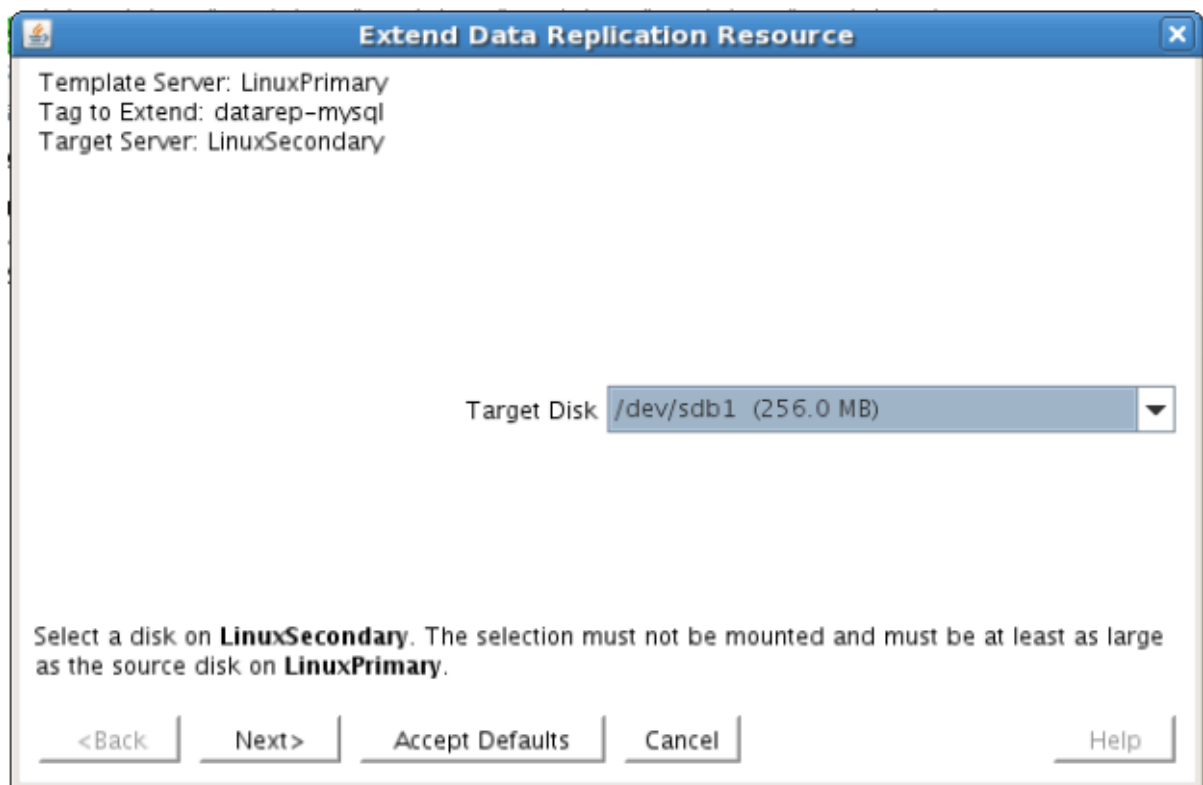 Extend Data Replication Resource
Template Server: LinuxPrimary
Tag to Extend: datarep-mysql
Target Server: LinuxSecondary
Target Disk /dev/sdb1 (256.0 MB)
Select a disk on LinuxSecondary. The selection must not be mounted and must be at least as large
as the source disk on LinuxPrimary.
<Back Next> Accept Defaults Cancel Help